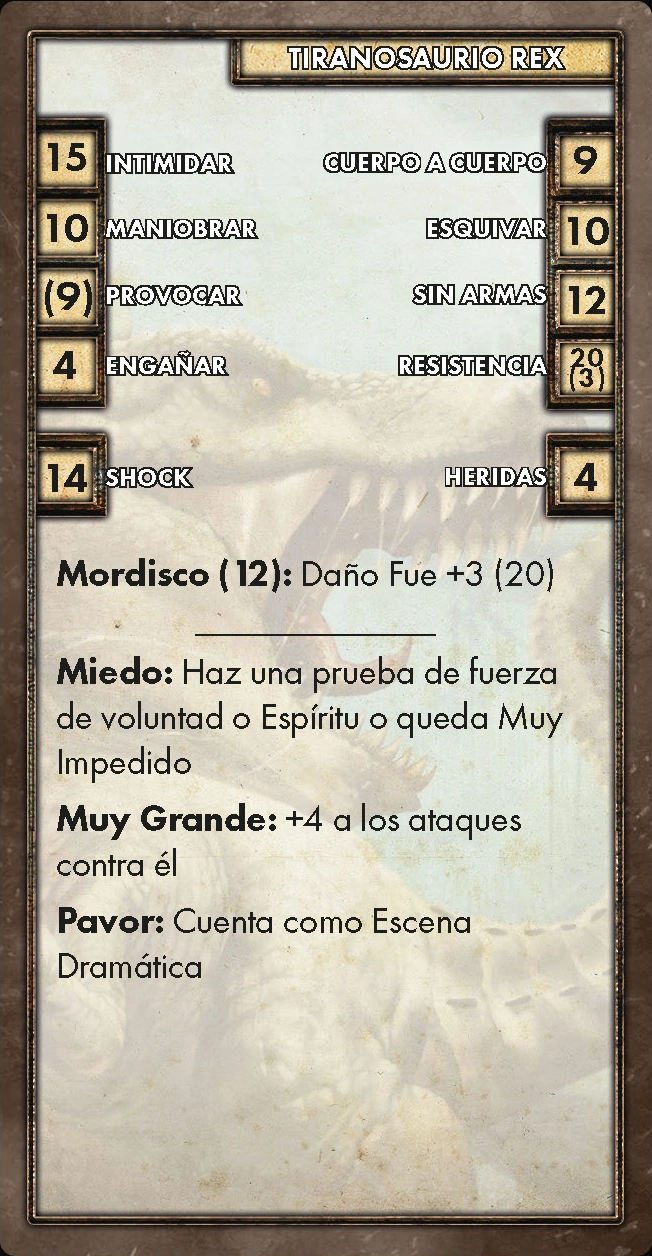 TIRANOSAURIO REX
15 INTIMIDAR CUERPO A CUERPO 9
10 MANIOBRAR ESQUIVAR 10
(9) PROVOCAR SIN ARMAS 12
4 ENGAÑAR RESISTENCIA 20 (3)
14 SHOCK HERIDAS 4
Mordisco (12): Daño Fue +3 (20)
Miedo: Haz una prueba de fuerza
de voluntad o Espíritu o queda Muy
Impedido
Muy Grande: +4 a los ataques
contra él
Pavor: Cuenta como Escena
Dramática